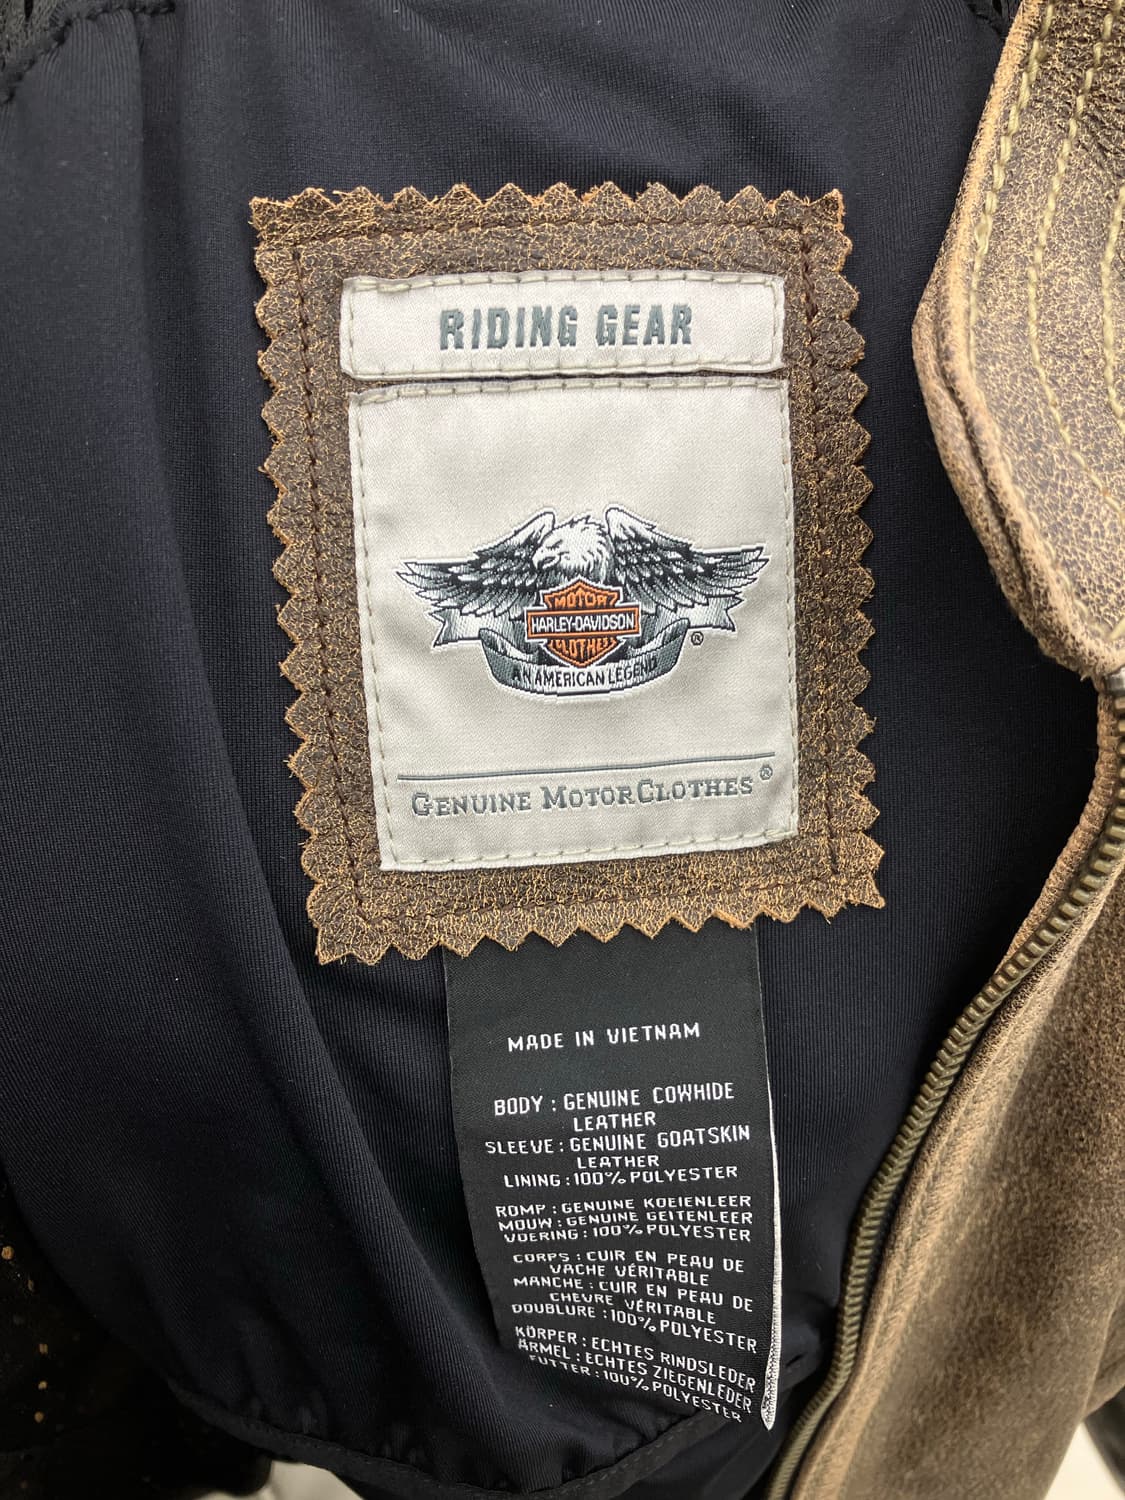 RIDING GEAR
MOTOR
HARLEY-DAVIDSON
CLOTHES
®
AN AMERICAN LEGEND
GENUINE MOTORCLOTHES®
MADE IN VIETNAM
BODY : GENUINE COWHIDE
LEATHER
SLEEVE : GENUINE GOATSKIN
LEATHER
LINING : 100% POLYESTER
ROMP : GENUINE KOEIENLEER
MOUW : GENUINE GEITENLEER
VOERING : 100% POLYESTER
CORPS : CUIR EN PEAU DE
VACHE VÉRITABLE
MANCHE : CUIR EN PEAU DE
CHEVRE VÉRITABLE
DOUBLURE : 100% POLYESTER
KÖRPER : ECHTES RINDSLEDER
ÄRMEL : ECHTES ZIEGENLEDER
FUTTER : 100% POLYESTER